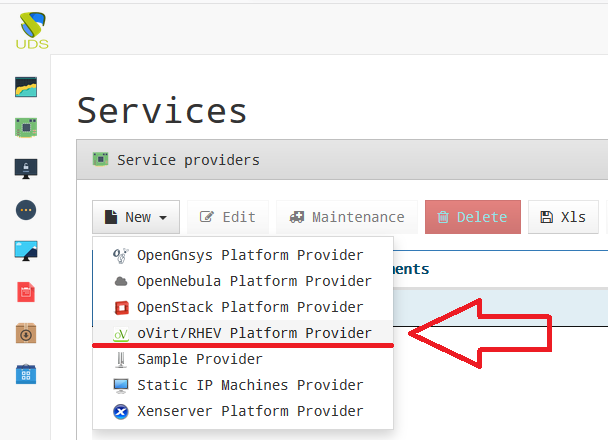 UDS
Services
Service providers
New Edit Maintenance Delete Xls
OpenGnsys Platform Provider
OpenNebula Platform Provider
ments
OpenStack Platform Provider
oVirt/RHEV Platform Provider
Sample Provider
Static IP Machines Provider
Xenserver Platform Provider